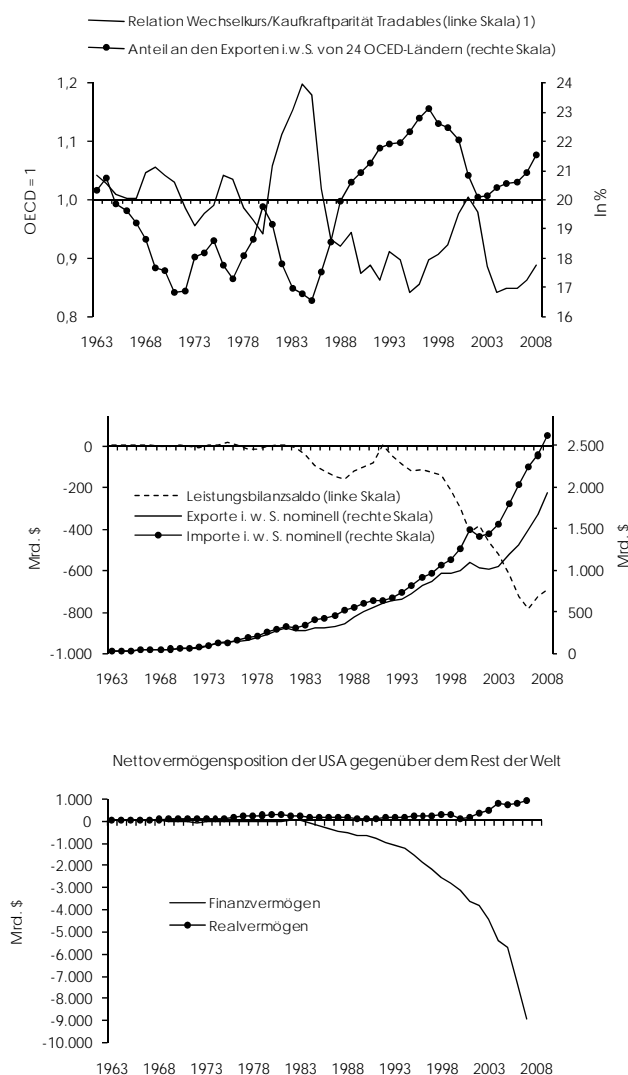 Relation Wechselkurs/Kaufkraftparität Tradables (linke Skala) 1)
Anteil an den Exporten i.w.S. von 24 OCED-Ländern (rechte Skala)
1,2
1,1
1,0
0,9
0,8
OECD = 1
24
23
22
21
20
19
18
17
16
In %
1963 1968 1973 1978 1983 1988 1993 1998 2003 2008
0
-200
-400
-600
-800
-1.000
Mrd. $
Leistungsbilanzsaldo (linke Skala)
Exporte i. w. S. nominell (rechte Skala)
Importe i. w. S. nominell (rechte Skala)
2.500
2.000
1.500
1.000
500
0
Mrd. $
1963 1968 1973 1978 1983 1988 1993 1998 2003 2008
Nettovermögensposition der USA gegenüber dem Rest der Welt
1.000
0
-1.000
-2.000
-3.000
-4.000
-5.000
-6.000
-7.000
-8.000
-9.000
-10.000
Mrd. $
Finanzvermögen
Realvermögen
1963 1968 1973 1978 1983 1988 1993 1998 2003 2008